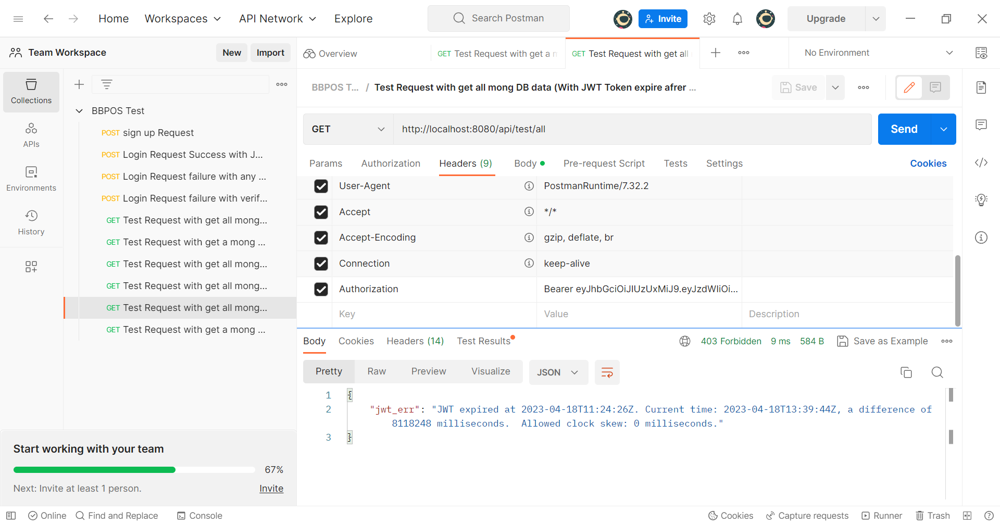 Home
Workspaces
API Network
Explore
Search Postman
Invite
Upgrade
Team Workspace
New
Import
Overview
GET Test Request with get a m
GET Test Request with get all
No Environment
Collections
APIs
Environments
History
BBPOS Test
POST sign up Request
POST Login Request Success with J...
POST Login Request failure with any ...
POST Login Request failure with verif...
GET Test Request with get all mong...
GET Test Request with get a mong ...
GET Test Request with get all mong...
GET Test Request with get all mong...
GET Test Request with get all mong...
GET Test Request with get a mong ...
BBPOS T... / Test Request with get all mong DB data (With JWT Token expire afrer ...
Save
GET
http://localhost:8080/api/test/all
Send
Params
Authorization
Headers (9)
Body
Pre-request Script
Tests
Settings
Cookies
User-Agent PostmanRuntime/7.32.2
Accept */*
Accept-Encoding gzip, deflate, br
Connection keep-alive
Authorization Bearer eyJhbGciOiJIUzUxMiJ9.eyJzdWIiOi...
Key Value Description
Body
Cookies
Headers (14)
Test Results
403 Forbidden 9 ms 584 B
Save as Example
Pretty
Raw
Preview
Visualize
JSON
1 {
2 "jwt_err": "JWT expired at 2023-04-18T11:24:26Z. Current time: 2023-04-18T13:39:44Z, a difference of
8118248 milliseconds.  Allowed clock skew: 0 milliseconds."
3 }
Start working with your team
67%
Next: Invite at least 1 person.
Invite
Online
Find and Replace
Console
Cookies
Capture requests
Runner
Trash